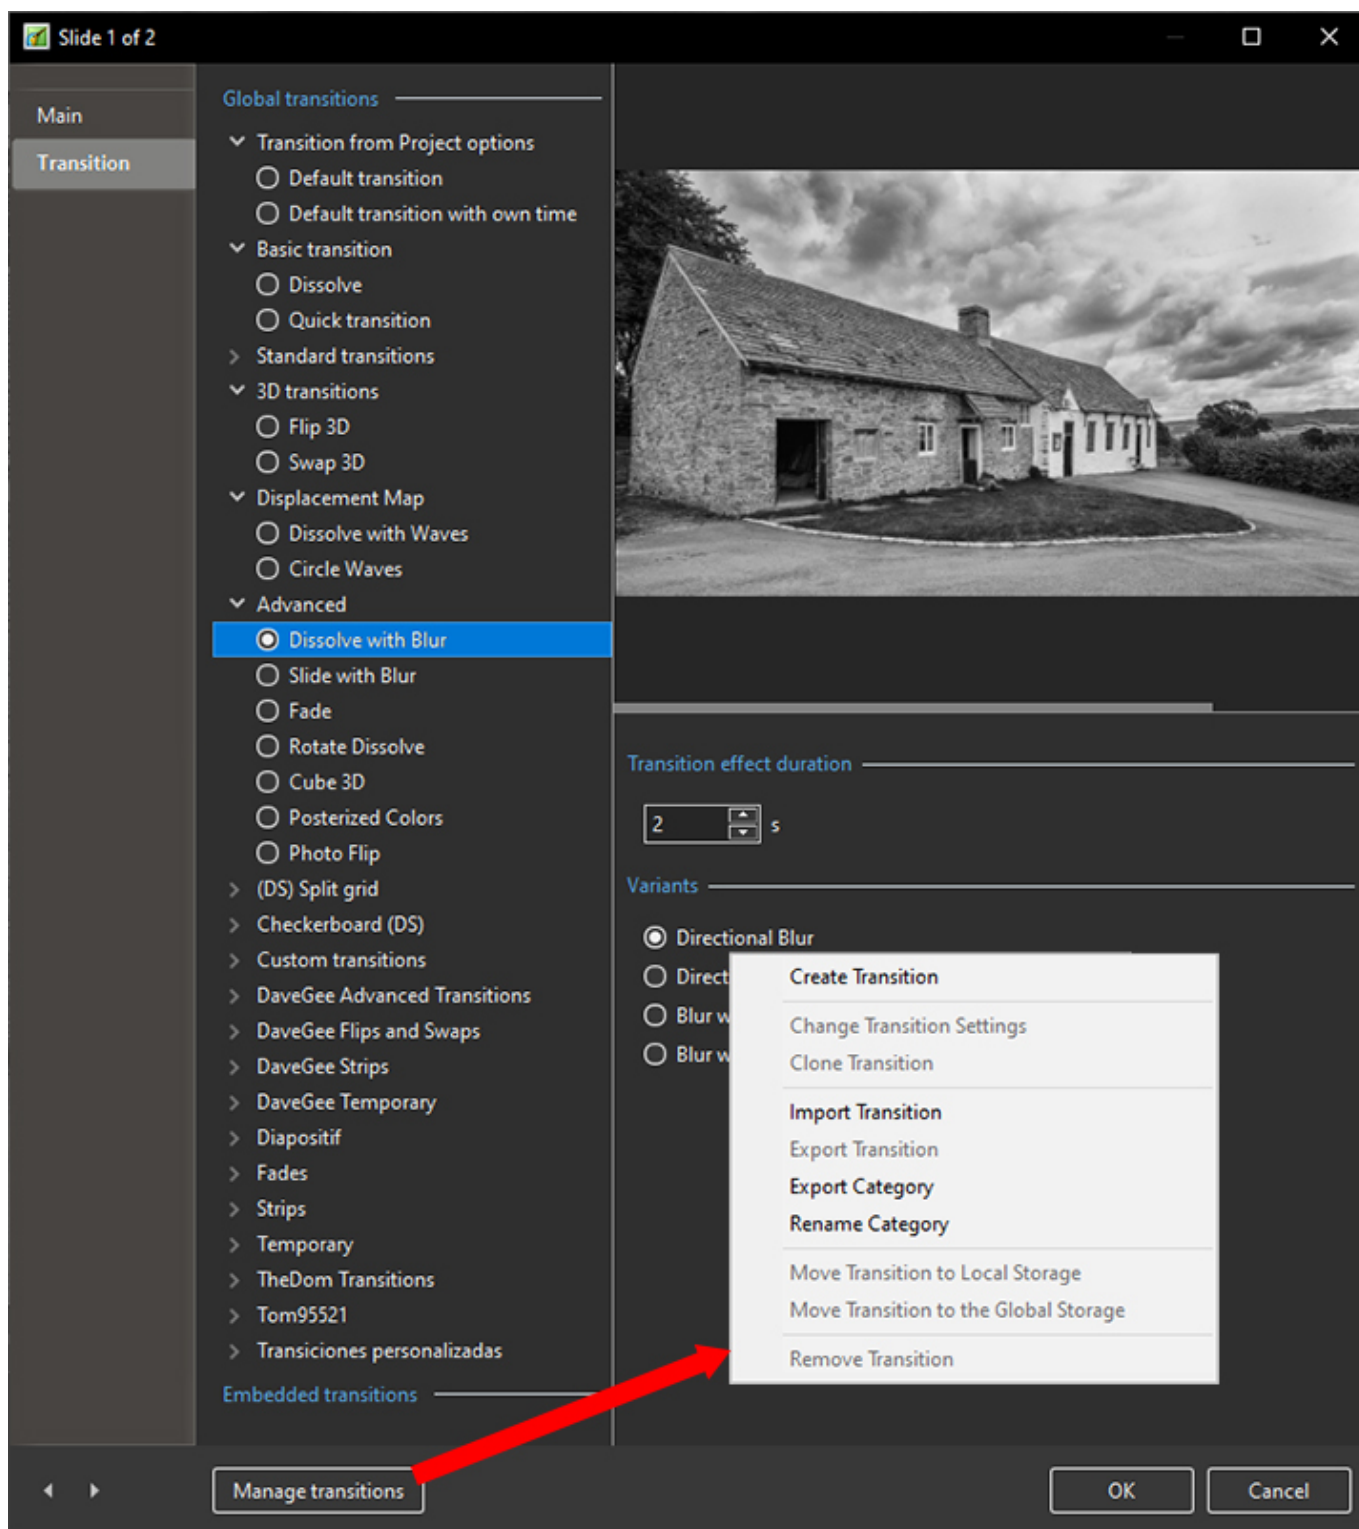 Slide 1 of 2
Main
Transition
Global transitions
Transition from Project options
Default transition
Default transition with own time
Basic transition
Dissolve
Quick transition
Standard transitions
3D transitions
Flip 3D
Swap 3D
Displacement Map
Dissolve with Waves
Circle Waves
Advanced
Dissolve with Blur
Slide with Blur
Fade
Rotate Dissolve
Cube 3D
Posterized Colors
Photo Flip
(DS) Split grid
Checkerboard (DS)
Custom transitions
DaveGee Advanced Transitions
DaveGee Flips and Swaps
DaveGee Strips
DaveGee Temporary
Diapositif
Fades
Strips
Temporary
TheDom Transitions
Tom95521
Transiciones personalizadas
Embedded transitions
Transition effect duration
2 s
Variants
Directional Blur
Direct
Blur w
Blur w
Create Transition
Change Transition Settings
Clone Transition
Import Transition
Export Transition
Export Category
Rename Category
Move Transition to Local Storage
Move Transition to the Global Storage
Remove Transition
Manage transitions
OK
Cancel